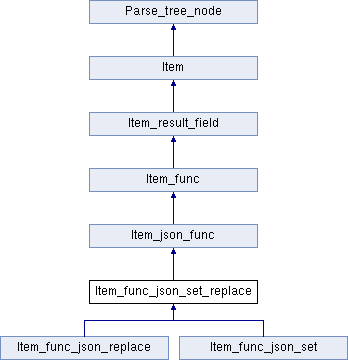 Parse_tree_node
Item
Item_result_field
Item_func
Item_json_func
Item_func_json_set_replace
Item_func_json_replace
Item_func_json_set